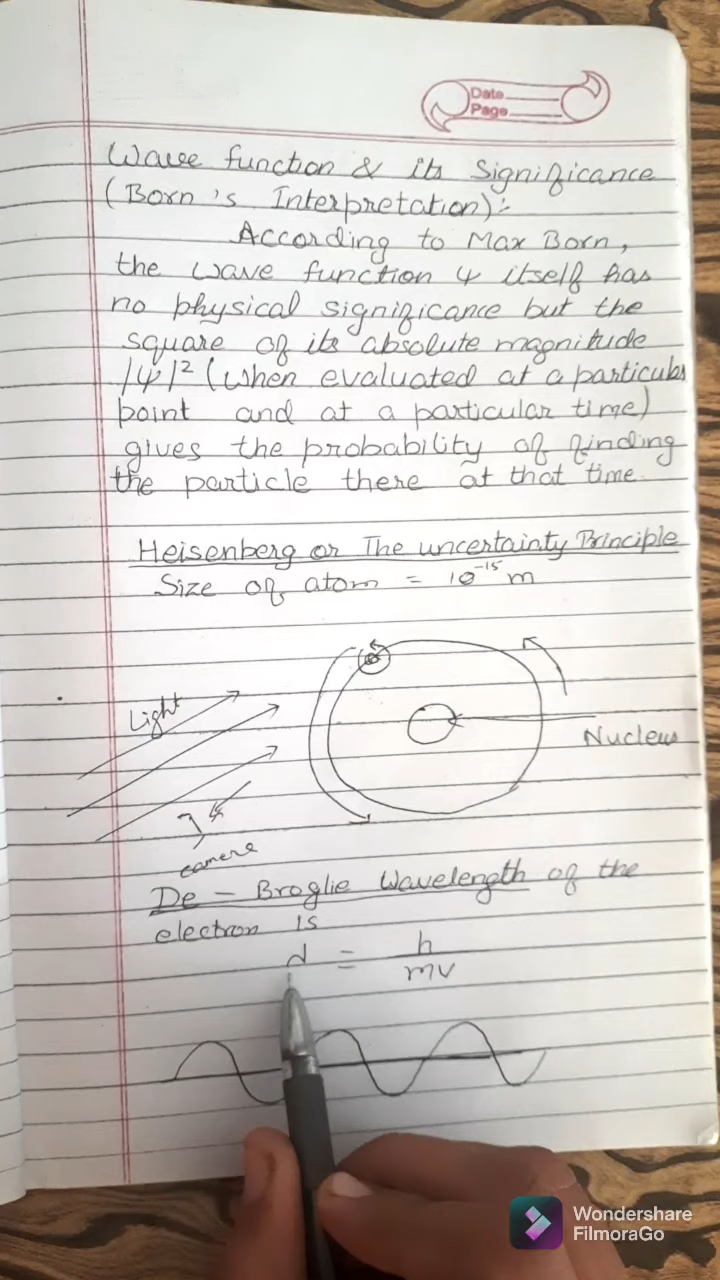 Date
Page
Wave function & its Significance
(Born's Interpretation):-
According to Max Born,
the wave function ψ itself has
no physical significance but the
square of its absolute magnitude
|ψ|² (when evaluated at a particular
point and at a particular time)
gives the probability of finding
the particle there at that time.
Heisenberg or The uncertainty Principle
Size of atom = 10⁻¹⁵ m
Light
Nucleus
camera
De - Broglie Wavelength of the
electron is
λ = h
mv
Wondershare
FilmoraGo